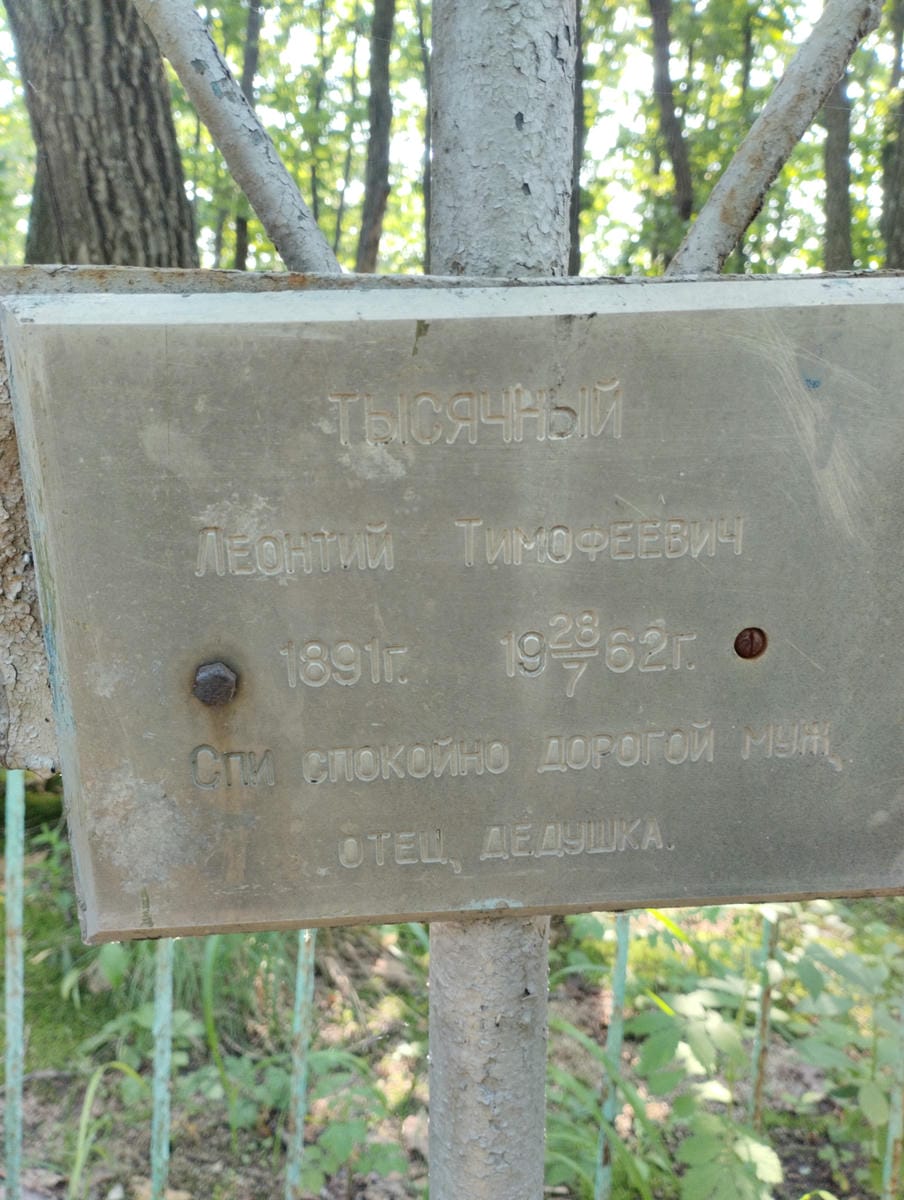 ТЫСЯЧНЫЙ
Леонтий Тимофеевич
1891г. 19 28/7 62г.
Спи спокойно дорогой муж,
отец, дедушка.